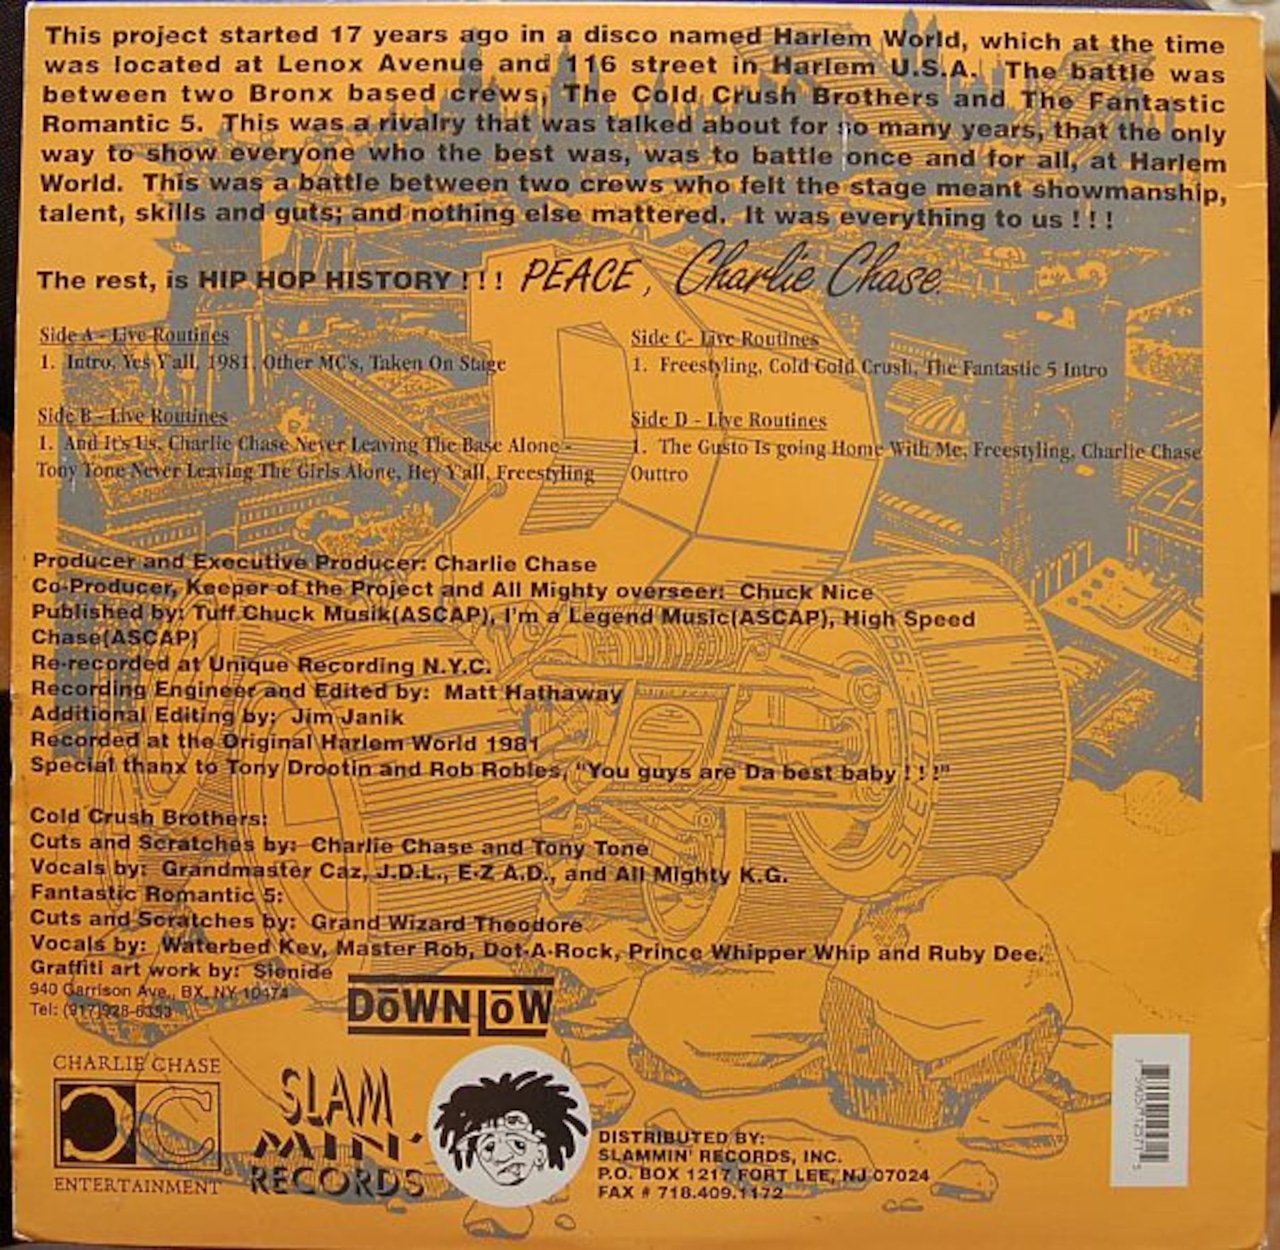 This project started 17 years ago in a disco named Harlem World, which at the time
was located at Lenox Avenue and 116 street in Harlem U.S.A. The battle was
between two Bronx based crews, The Cold Crush Brothers and The Fantastic
Romantic 5. This was a rivalry that was talked about for so many years, that the only
way to show everyone who the best was, was to battle once and for all, at Harlem
World. This was a battle between two crews who felt the stage meant showmanship,
talent, skills and guts; and nothing else mattered. It was everything to us ! ! !
The rest, is HIP HOP HISTORY ! ! ! PEACE, Charlie Chase
Side A - Live Routines
1. Intro, Yes Y'all, 1981, Other MC's, Taken On Stage
Side B - Live Routines
1. And It's Us, Charlie Chase Never Leaving The Base Alone -
Tony Tone Never Leaving The Girls Alone, Hey Y'all, Freestyling
Side C- Live Routines
1. Freestyling, Cold Cold Crush, The Fantastic 5 Intro
Side D - Live Routines
1. The Gusto Is going Home With Me, Freestyling, Charlie Chase
Outtro
Producer and Executive Producer: Charlie Chase
Co-Producer, Keeper of the Project and All Mighty overseer: Chuck Nice
Published by: Tuff Chuck Musik(ASCAP), I'm a Legend Music(ASCAP), High Speed
Chase(ASCAP)
Re-recorded at Unique Recording N.Y.C.
Recording Engineer and Edited by: Matt Hathaway
Additional Editing by: Jim Janik
Recorded at the Original Harlem World 1981
Special thanx to Tony Drootin and Rob Robles, "You guys are Da best baby ! ! !"
Cold Crush Brothers:
Cuts and Scratches by: Charlie Chase and Tony Tone
Vocals by: Grandmaster Caz, J.D.L., E-Z A.D., and All Mighty K.G.
Fantastic Romantic 5:
Cuts and Scratches by: Grand Wizard Theodore
Vocals by: Waterbed Kev, Master Rob, Dot-A-Rock, Prince Whipper Whip and Ruby Dee.
Graffiti art work by: Sienide
940 Garrison Ave., BX, NY 10474
Tel: (917)928-6353
DōWN LōW
CHARLIE CHASE
CC
ENTERTAINMENT
SLAM
MIN'
RECORDS
DISTRIBUTED BY:
SLAMMIN' RECORDS, INC.
P.O. BOX 1217 FORT LEE, NJ 07024
FAX # 718.409.1172